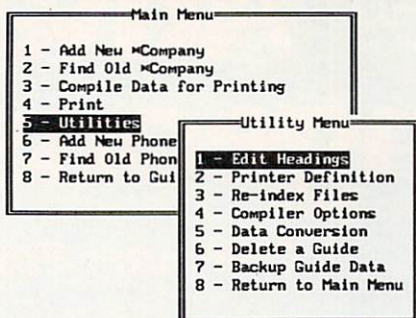 Main Menu
1 - Add New *Company
2 - Find Old *Company
3 - Compile Data for Printing
4 - Print
5 - Utilities
6 - Add New Phone
7 - Find Old Phon
8 - Return to Gui
Utility Menu
1 - Edit Headings
2 - Printer Definition
3 - Re-index Files
4 - Compiler Options
5 - Data Conversion
6 - Delete a Guide
7 - Backup Guide Data
8 - Return to Main Menu